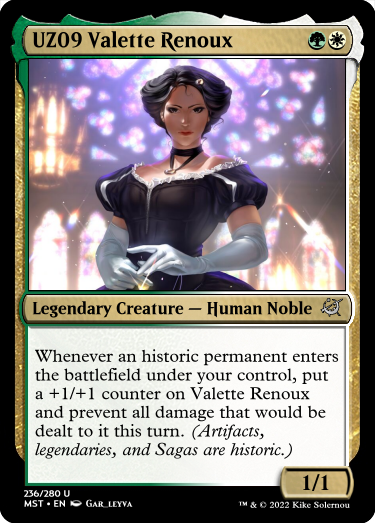 UZ09 Valette Renoux
Legendary Creature — Human Noble
Whenever an historic permanent enters
the battlefield under your control, put
a +1/+1 counter on Valette Renoux
and prevent all damage that would be
dealt to it this turn. (Artifacts,
legendaries, and Sagas are historic.)
1/1
236/280 U
MST • EN Gar_leyva
™ & © 2022 Kike Solernou